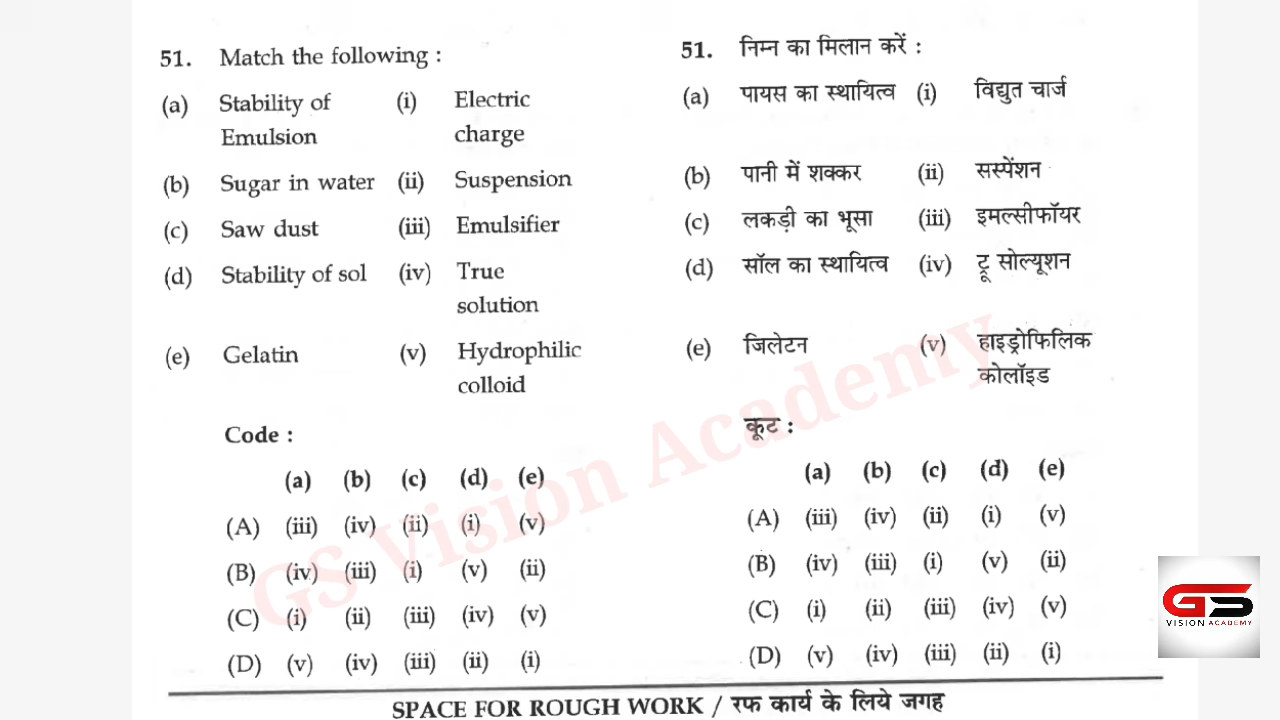 51. Match the following :
(a) Stability of Emulsion (i) Electric charge
(b) Sugar in water (ii) Suspension
(c) Saw dust (iii) Emulsifier
(d) Stability of sol (iv) True solution
(e) Gelatin (v) Hydrophilic colloid
Code :
(a) (b) (c) (d) (e)
(A) (iii) (iv) (ii) (i) (v)
(B) (iv) (iii) (i) (v) (ii)
(C) (i) (ii) (iii) (iv) (v)
(D) (v) (iv) (iii) (ii) (i)
51. निम्न का मिलान करें :
(a) पायस का स्थायित्व (i) विद्युत चार्ज
(b) पानी में शक्कर (ii) सस्पेंशन
(c) लकड़ी का भूसा (iii) इमल्सीफॉयर
(d) सॉल का स्थायित्व (iv) ट्रू सोल्यूशन
(e) जिलेटन (v) हाइड्रोफिलिक कोलॉइड
कूट :
(a) (b) (c) (d) (e)
(A) (iii) (iv) (ii) (i) (v)
(B) (iv) (iii) (i) (v) (ii)
(C) (i) (ii) (iii) (iv) (v)
(D) (v) (iv) (iii) (ii) (i)
SPACE FOR ROUGH WORK / रफ कार्य के लिये जगह
GS Vision Academy
GS
VISION ACADEMY